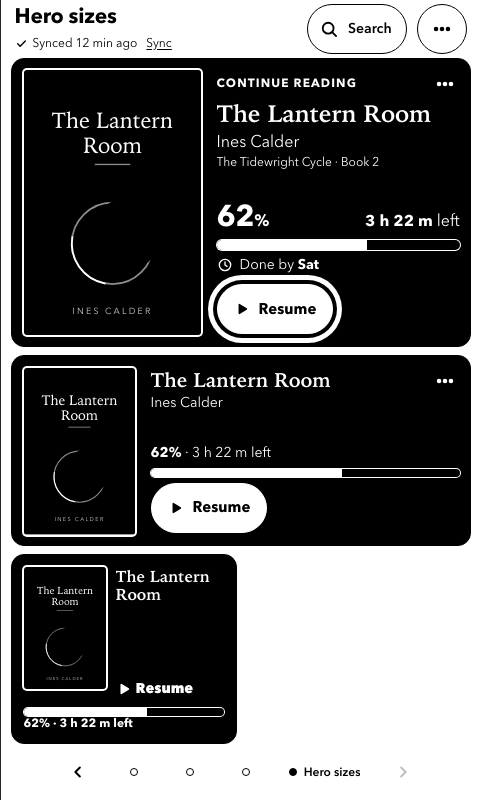 Hero sizes
Synced 12 min ago Sync
Search
The Lantern
Room
INES CALDER
CONTINUE READING
The Lantern Room
Ines Calder
The Tidewright Cycle · Book 2
62%
3 h 22 m left
Done by Sat
Resume
The Lantern
Room
INES CALDER
The Lantern Room
Ines Calder
62% · 3 h 22 m left
Resume
The Lantern
Room
INES CALDER
The Lantern
Room
Resume
62% · 3 h 22 m left
Hero sizes